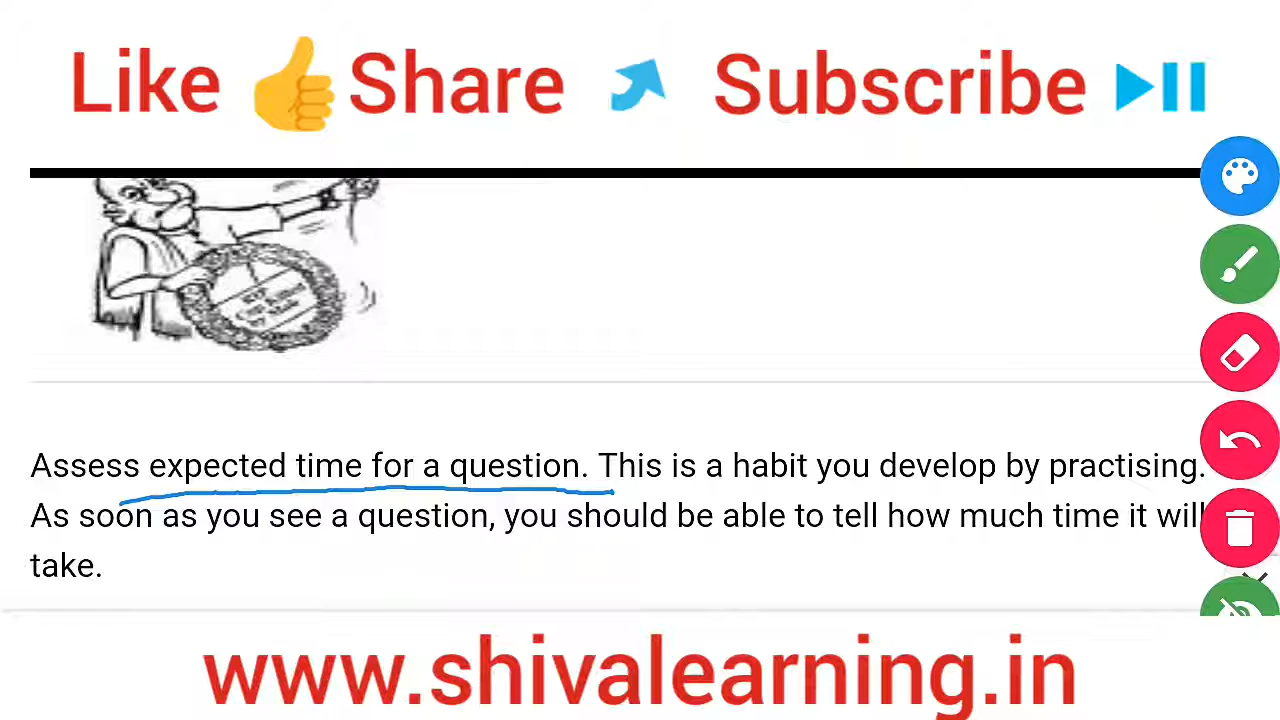 Like Share Subscribe
Assess expected time for a question. This is a habit you develop by practising.
As soon as you see a question, you should be able to tell how much time it will
take.
www.shivalearning.in